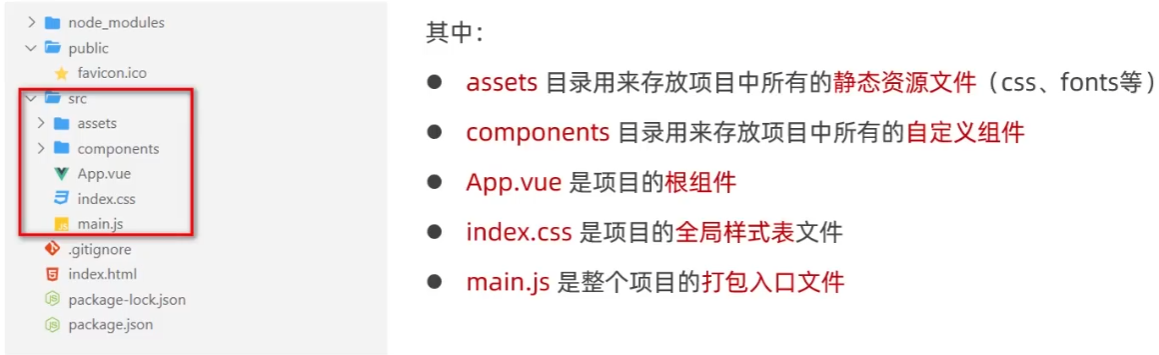 node_modules
public
favicon.ico
src
assets
components
App.vue
index.css
main.js
.gitignore
index.html
package-lock.json
package.json
其中：
● assets 目录用来存放项目中所有的静态资源文件（css、fonts等）
● components 目录用来存放项目中所有的自定义组件
● App.vue 是项目的根组件
● index.css 是项目的全局样式表文件
● main.js 是整个项目的打包入口文件